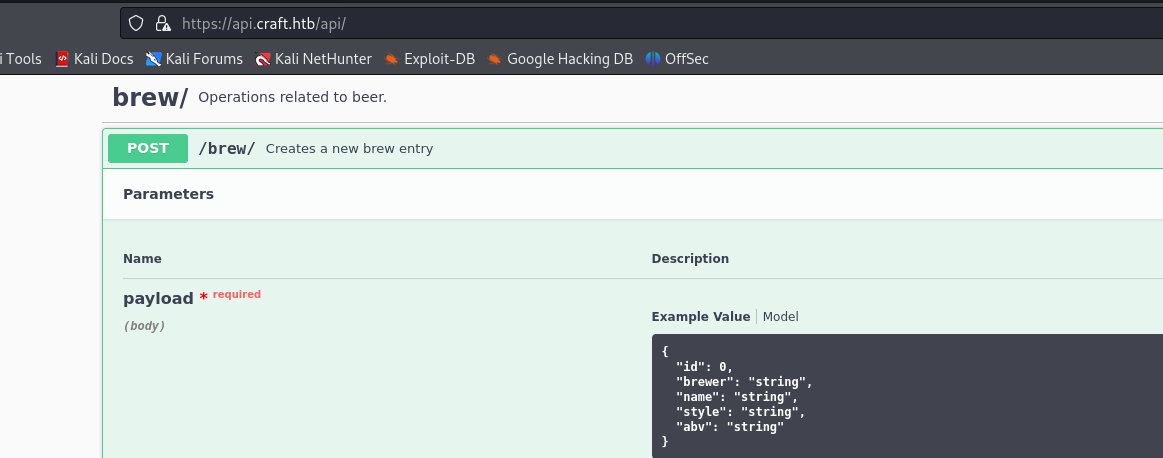 https://api.craft.htb/api/
i Tools Kali Docs Kali Forums Kali NetHunter Exploit-DB Google Hacking DB OffSec
brew/ Operations related to beer.
POST /brew/ Creates a new brew entry
Parameters
Name Description
payload * required
(body)
Example Value Model
{
"id": 0,
"brewer": "string",
"name": "string",
"style": "string",
"abv": "string"
}